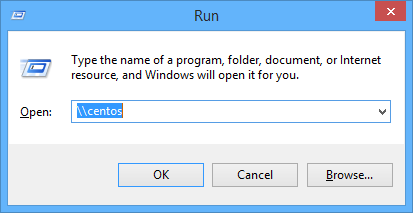 Run
Type the name of a program, folder, document, or Internet
resource, and Windows will open it for you.
Open: \\centos
OK Cancel Browse...